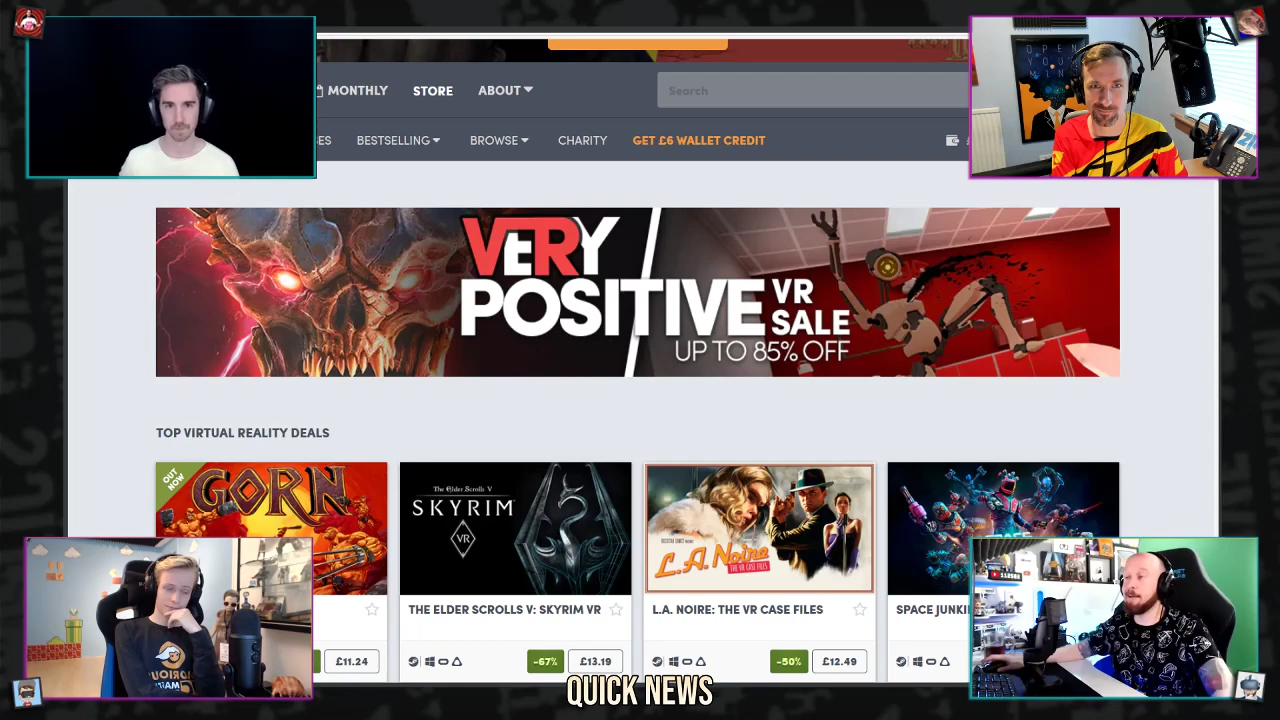 MONTHLY
STORE
ABOUT
Search
ES
BESTSELLING
BROWSE
CHARITY
GET £6 WALLET CREDIT
OPEN
YOUR
MIND
VERY
POSITIVE
VR
SALE
UP TO 85% OFF
TOP VIRTUAL REALITY DEALS
OUT
NOW
GORN
The Elder Scrolls V
SKYRIM
VR
L.A. Noire
THE VR CASE FILES
THE ELDER SCROLLS V: SKYRIM VR
L.A. NOIRE: THE VR CASE FILES
SPACE JUNKI
£11.24
-67%
£13.19
-50%
£12.49
QUICK NEWS